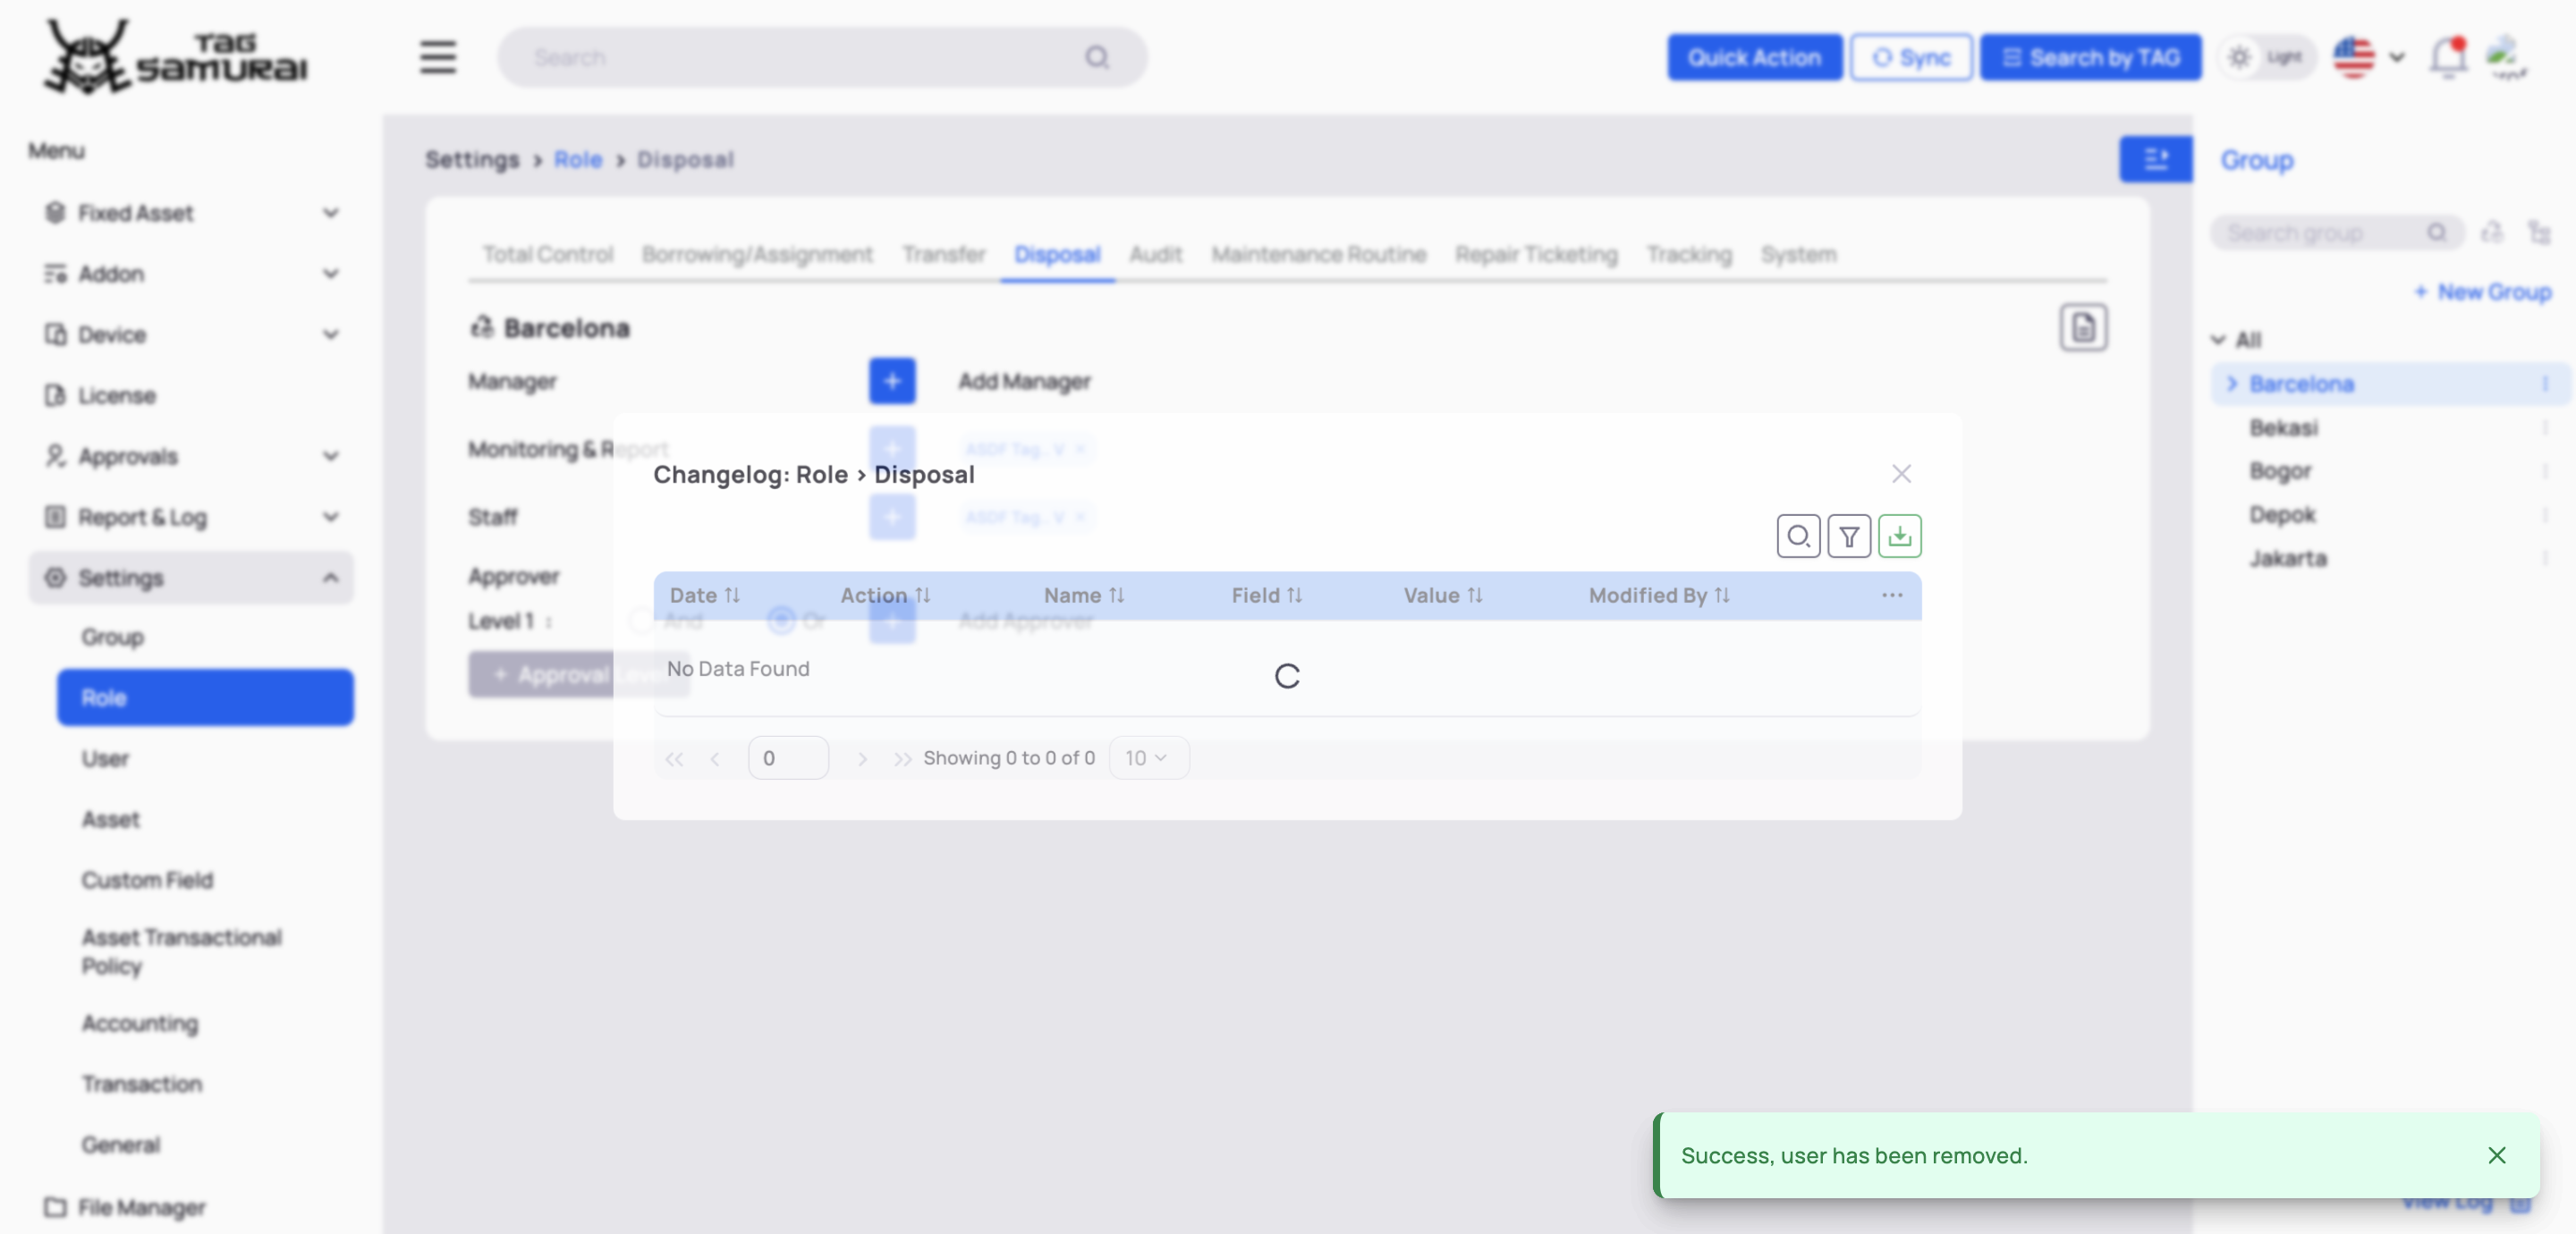 TAG
SAMURAI
Search
Quick Action
Sync
Search by TAG
Light
Menu
Fixed Asset
Addon
Device
License
Approvals
Report & Log
Settings
Group
Role
User
Asset
Custom Field
Asset Transactional
Policy
Accounting
Transaction
General
File Manager
Settings > Role > Disposal
Total Control Borrowing/Assignment Transfer Disposal Audit Maintenance Routine Repair Ticketing Tracking System
Barcelona
Manager + Add Manager
Monitoring & Report + ASDF Tag.. V ×
Staff + ASDF Tag.. V ×
Approver
Level 1 : And Or + Add Approver
+ Approval Level
Changelog: Role > Disposal
Date Action Name Field Value Modified By
No Data Found
0 Showing 0 to 0 of 0 10
Group
Search group
+ New Group
All
Barcelona
Bekasi
Bogor
Depok
Jakarta
Success, user has been removed.
View Log